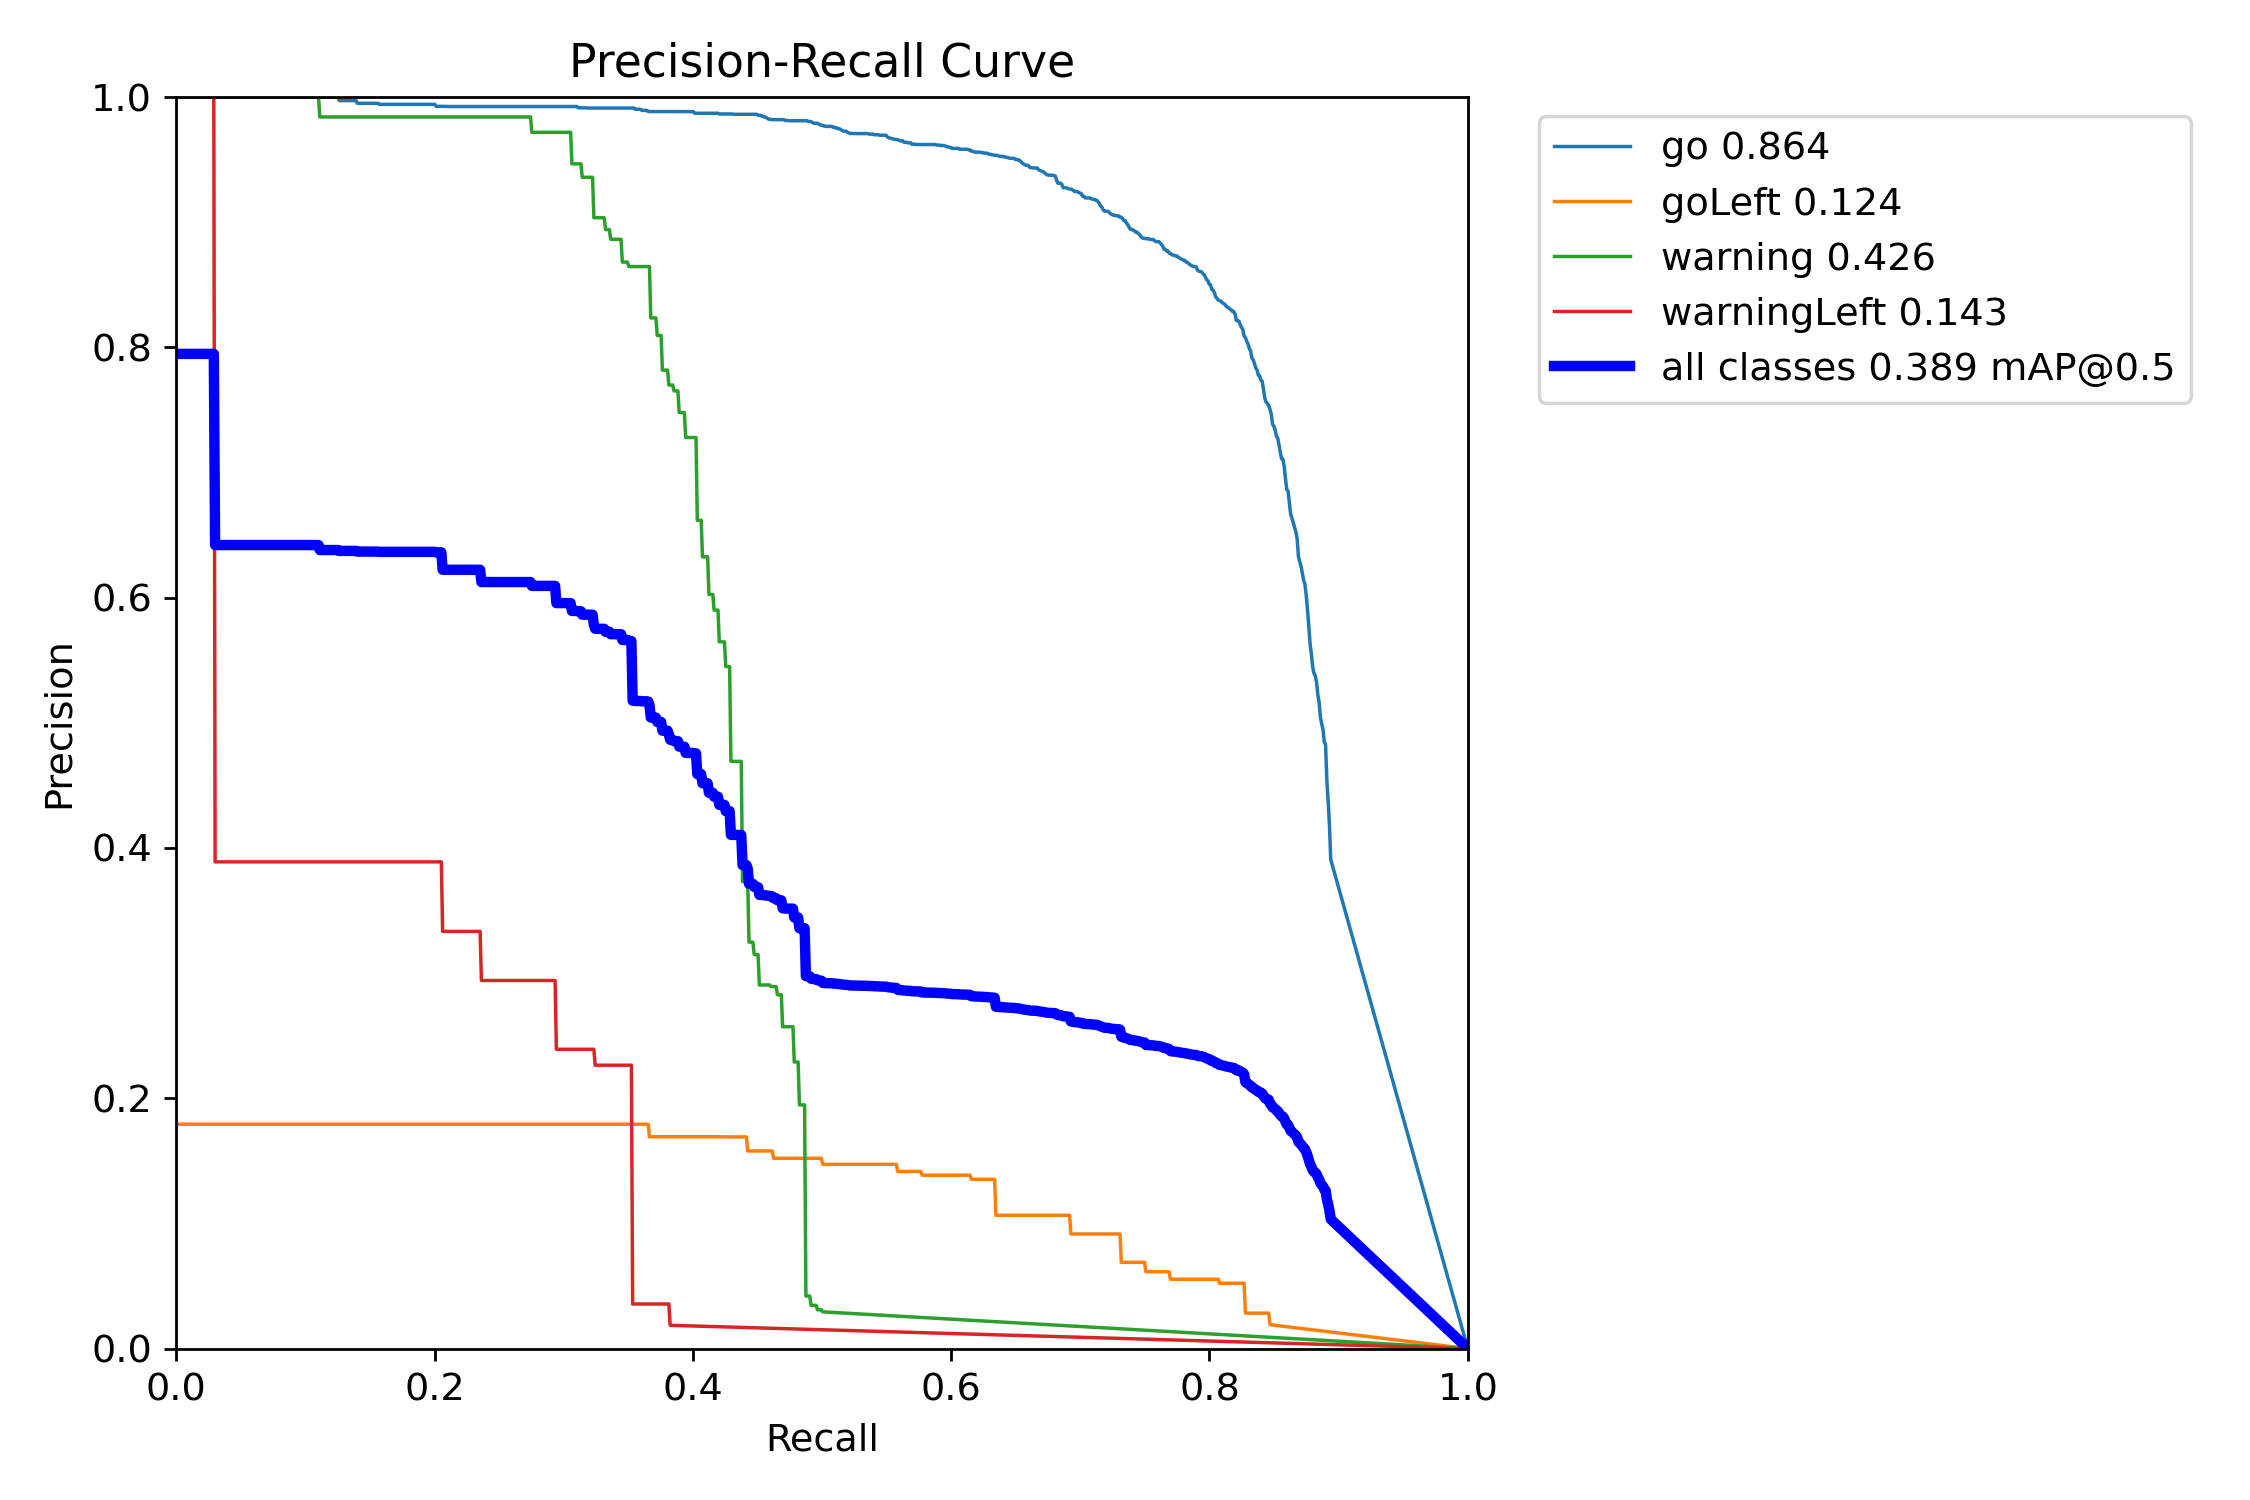 Precision-Recall Curve
1.0
0.8
0.6
0.4
0.2
0.0
Precision
0.0 0.2 0.4 0.6 0.8 1.0
Recall
go 0.864
goLeft 0.124
warning 0.426
warningLeft 0.143
all classes 0.389 mAP@0.5